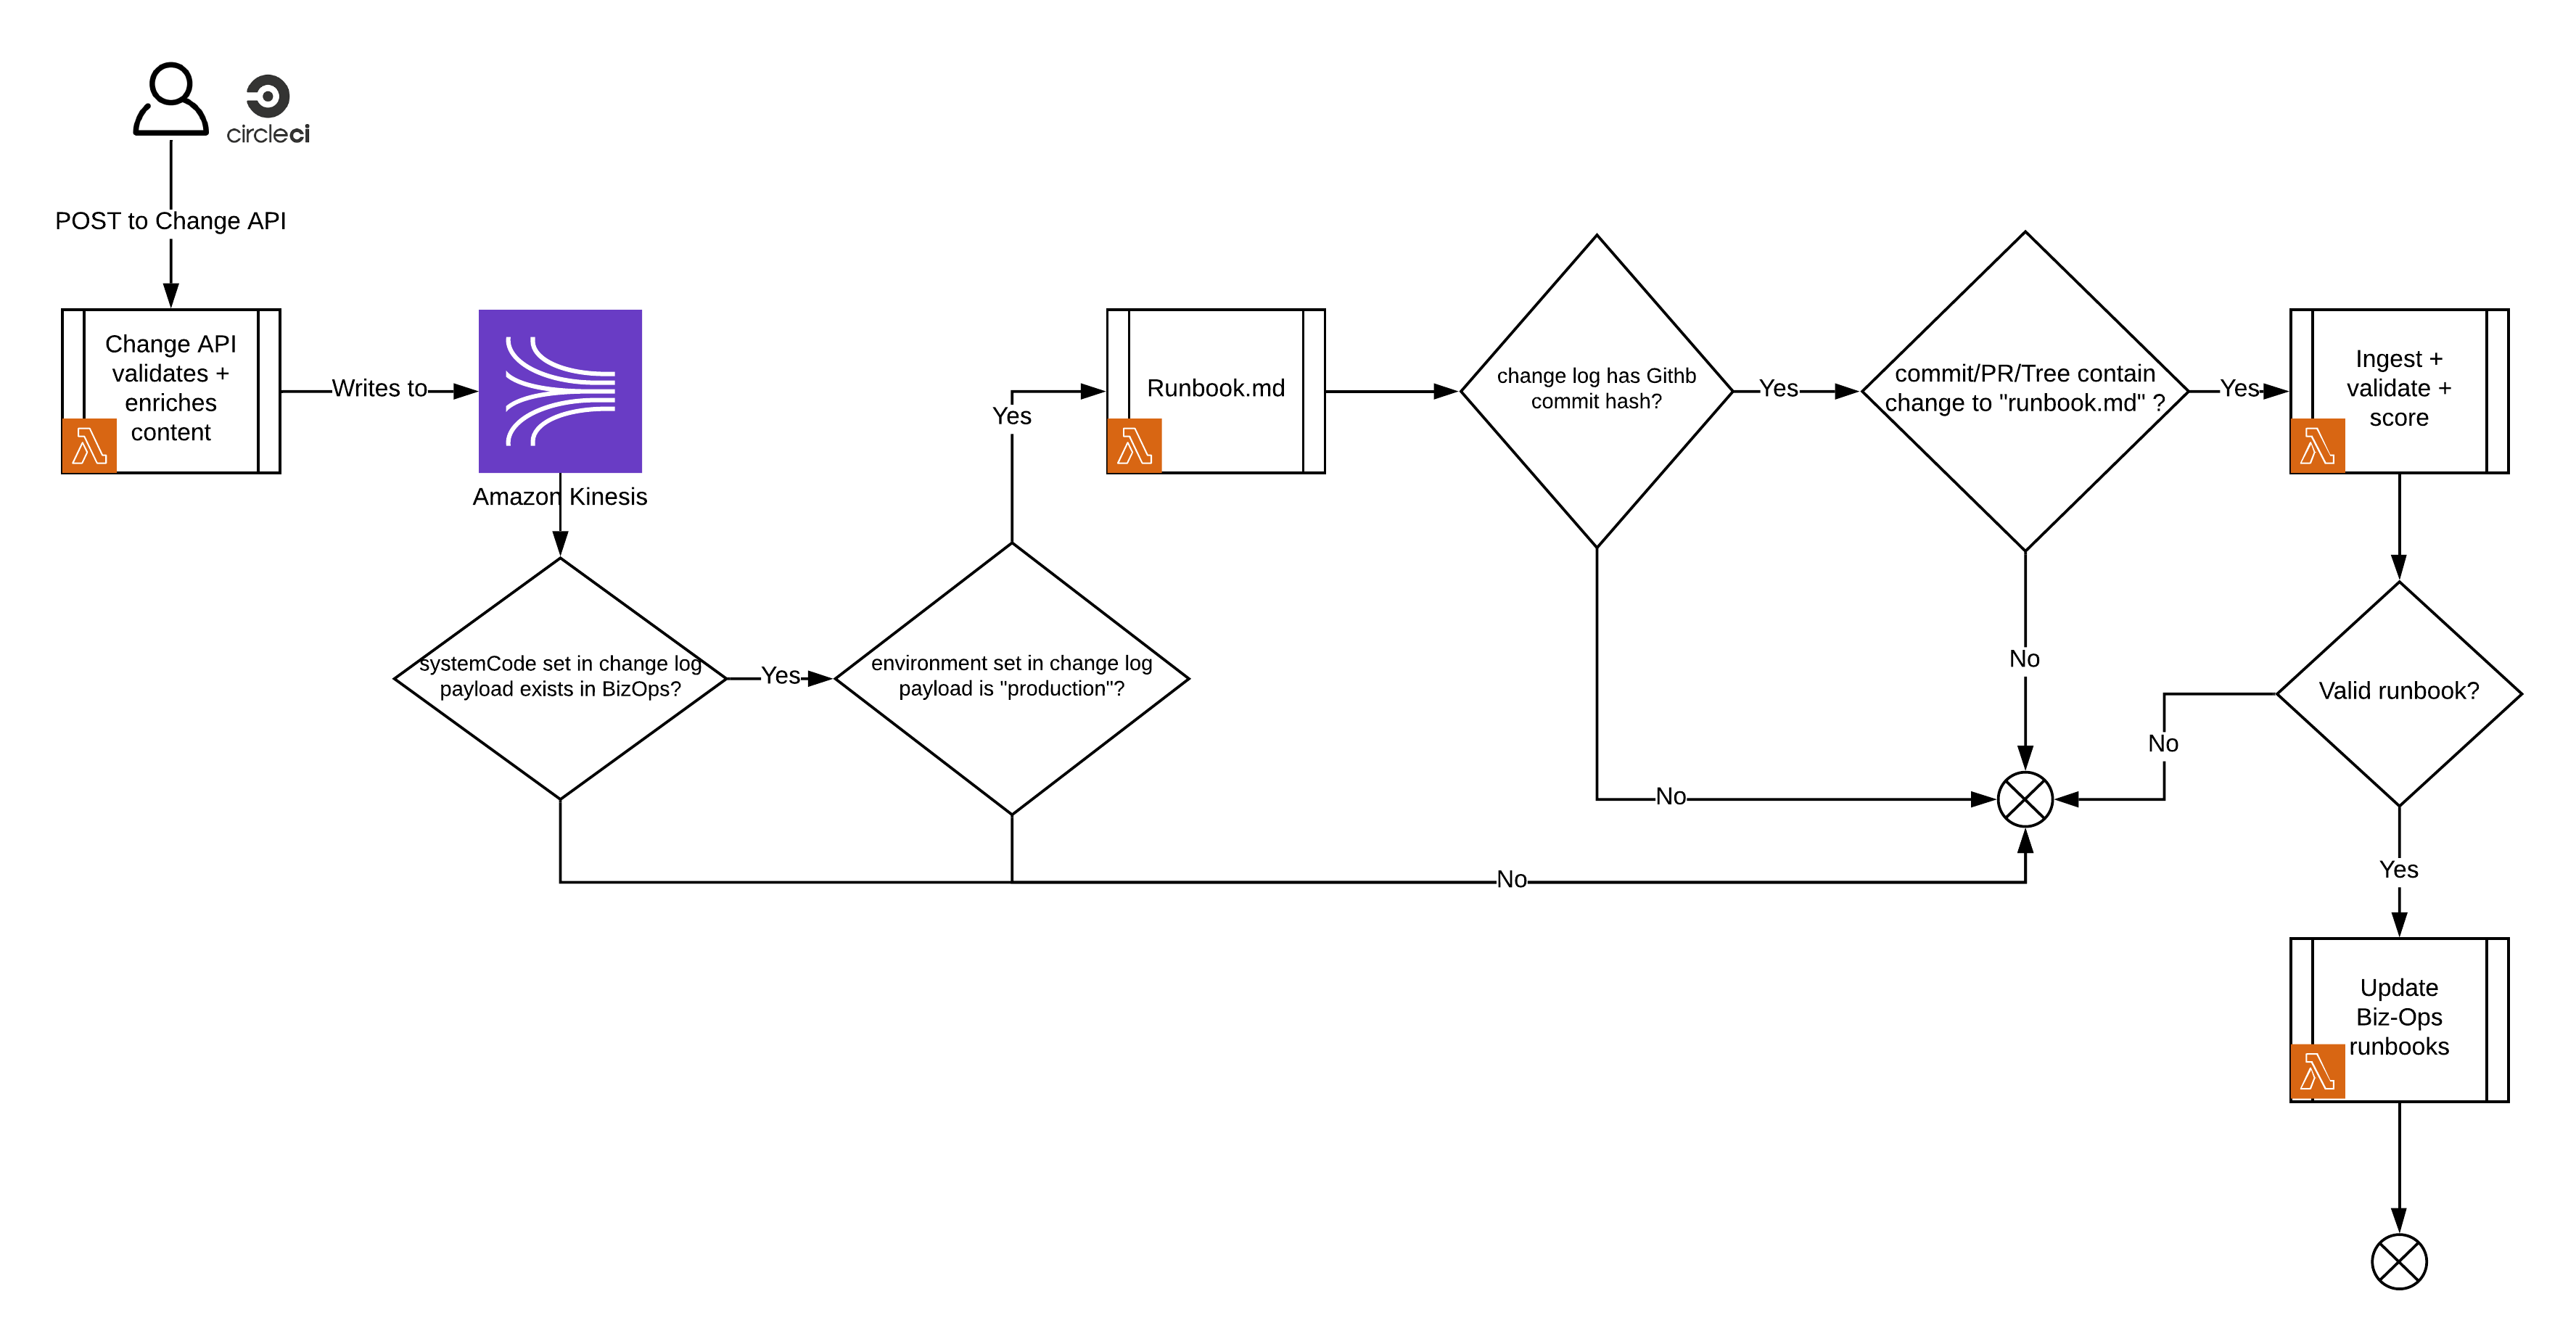 circleci
POST to Change API
Change API
validates +
enriches
content
Writes to
Amazon Kinesis
systemCode set in change log
payload exists in BizOps?
Yes
environment set in change log
payload is "production"?
Yes
Runbook.md
change log has Githb
commit hash?
Yes
commit/PR/Tree contain
change to "runbook.md" ?
Yes
Ingest +
validate +
score
No
No
No
No
Valid runbook?
Yes
Update
Biz-Ops
runbooks